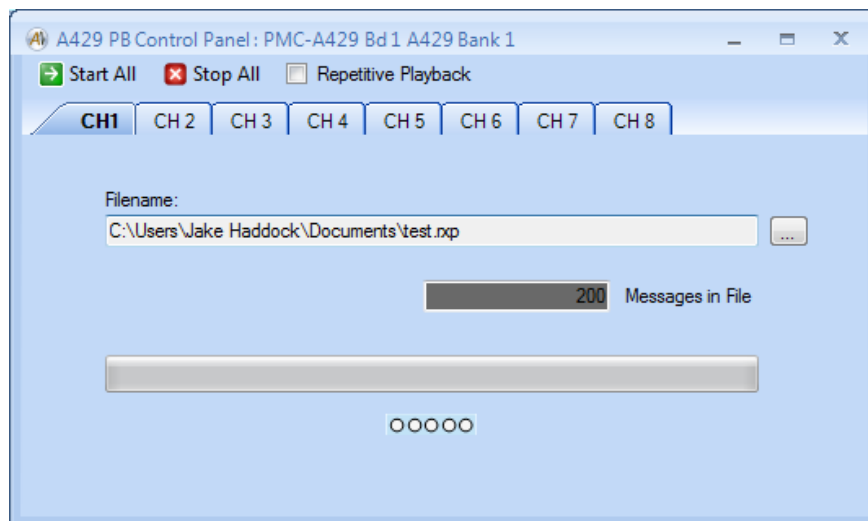 A429 PB Control Panel : PMC-A429 Bd 1 A429 Bank 1
Start All Stop All Repetitive Playback
CH1 CH 2 CH 3 CH 4 CH 5 CH 6 CH 7 CH 8
Filename:
C:\Users\Jake Haddock\Documents\test.rxp
...
200 Messages in File